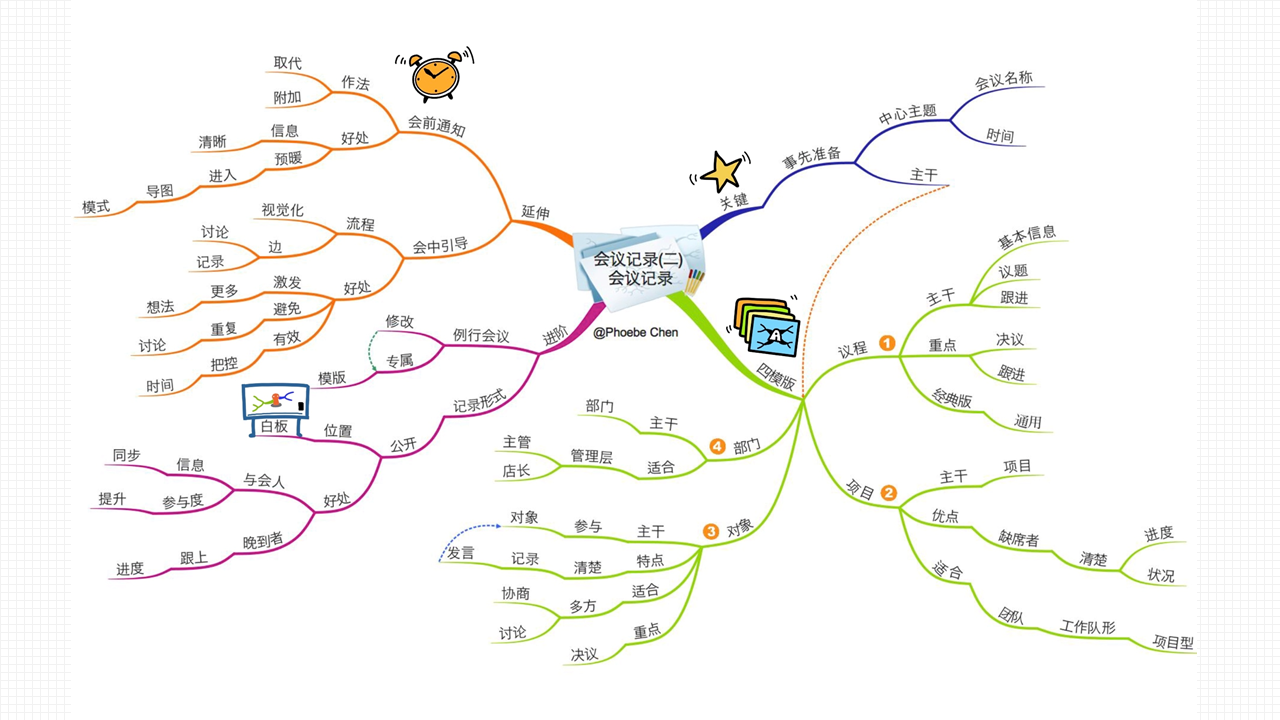 会议记录(二)
会议记录
@Phoebe Chen
关键
事先准备
中心主题
会议名称
时间
主干
四模版
A
议程
1
主干
基本信息
议题
跟进
重点
决议
跟进
经典版
通用
项目
2
主干
项目
优点
缺席者
清楚
进度
状况
适合
团队
工作队形
项目型
对象
3
主干
参与
对象
特点
清楚
记录
发言
适合
多方
协商
讨论
重点
决议
部门
4
主干
部门
适合
管理层
主管
店长
进阶
例行会议
修改
专属
模版
记录形式
公开
位置
白板
好处
与会人
信息
同步
参与度
提升
晚到者
跟上
进度
延伸
会前通知
作法
取代
附加
好处
信息
清晰
预暖
进入
导图
模式
会中引导
流程
视觉化
边
讨论
记录
好处
激发
更多
想法
避免
重复
讨论
有效
把控
时间